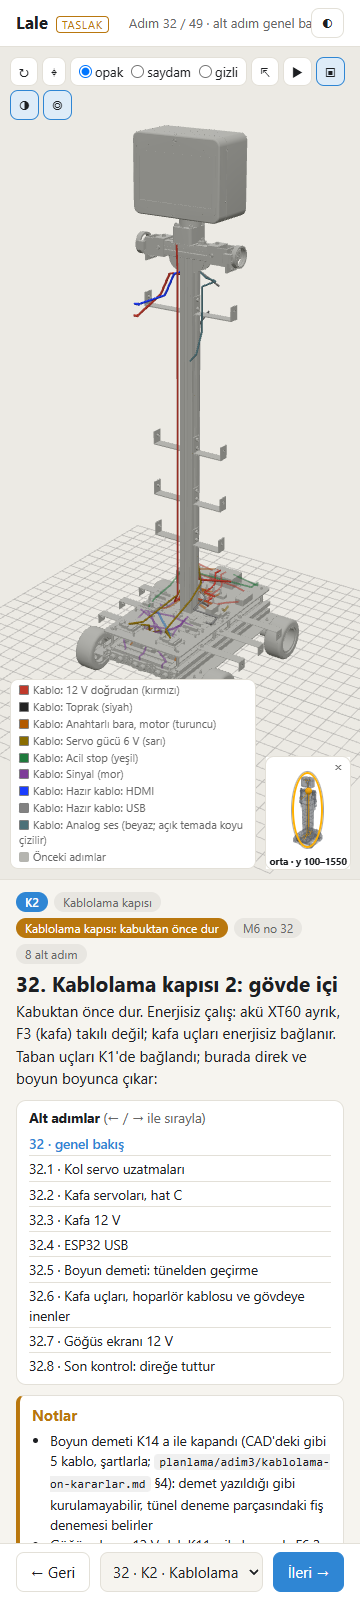 Lale TASLAK Adım 32 / 49 · alt adım genel ba
opak saydam gizli
Kablo: 12 V doğrudan (kırmızı)
Kablo: Toprak (siyah)
Kablo: Anahtarlı bara, motor (turuncu)
Kablo: Servo gücü 6 V (sarı)
Kablo: Acil stop (yeşil)
Kablo: Sinyal (mor)
Kablo: Hazır kablo: HDMI
Kablo: Hazır kablo: USB
Kablo: Analog ses (beyaz; açık temada koyu
çizilir)
Önceki adımlar
orta · y 100–1550
K2 Kablolama kapısı
Kablolama kapısı: kabuktan önce dur M6 no 32
8 alt adım
32. Kablolama kapısı 2: gövde içi
Kabuktan önce dur. Enerjisiz çalış: akü XT60 ayrık,
F3 (kafa) takılı değil; kafa uçları enerjisiz bağlanır.
Taban uçları K1'de bağlandı; burada direk ve
boyun boyunca çıkar:
Alt adımlar (← / → ile sırayla)
32 · genel bakış
32.1 · Kol servo uzatmaları
32.2 · Kafa servoları, hat C
32.3 · Kafa 12 V
32.4 · ESP32 USB
32.5 · Boyun demeti: tünelden geçirme
32.6 · Kafa uçları, hoparlör kablosu ve gövdeye
inenler
32.7 · Göğüs ekranı 12 V
32.8 · Son kontrol: direğe tuttur
Notlar
• Boyun demeti K14 a ile kapandı (CAD'deki gibi
5 kablo, şartlarla; planlama/adim3/kablolama-
on-kararlar.md §4): demet yazıldığı gibi
kurulamayabilir, tünel deneme parçasındaki fiş
denemesi belirler
← Geri 32 · K2 · Kablolama İleri →